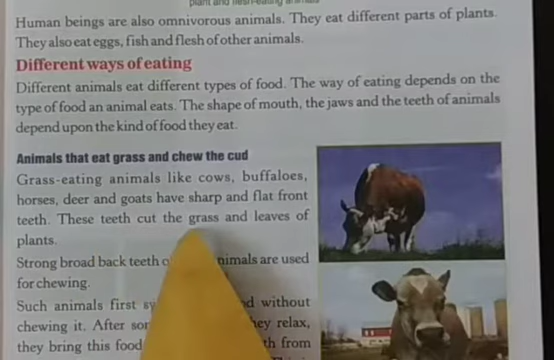 plant and flesh-eating animals
Human beings are also omnivorous animals. They eat different parts of plants.
They also eat eggs, fish and flesh of other animals.
Different ways of eating
Different animals eat different types of food. The way of eating depends on the
type of food an animal eats. The shape of mouth, the jaws and the teeth of animals
depend upon the kind of food they eat.
Animals that eat grass and chew the cud
Grass-eating animals like cows, buffaloes,
horses, deer and goats have sharp and flat front
teeth. These teeth cut the grass and leaves of
plants.
Strong broad back teeth are used
for chewing.
Such animals first without
chewing it. After relax,
they bring this food from